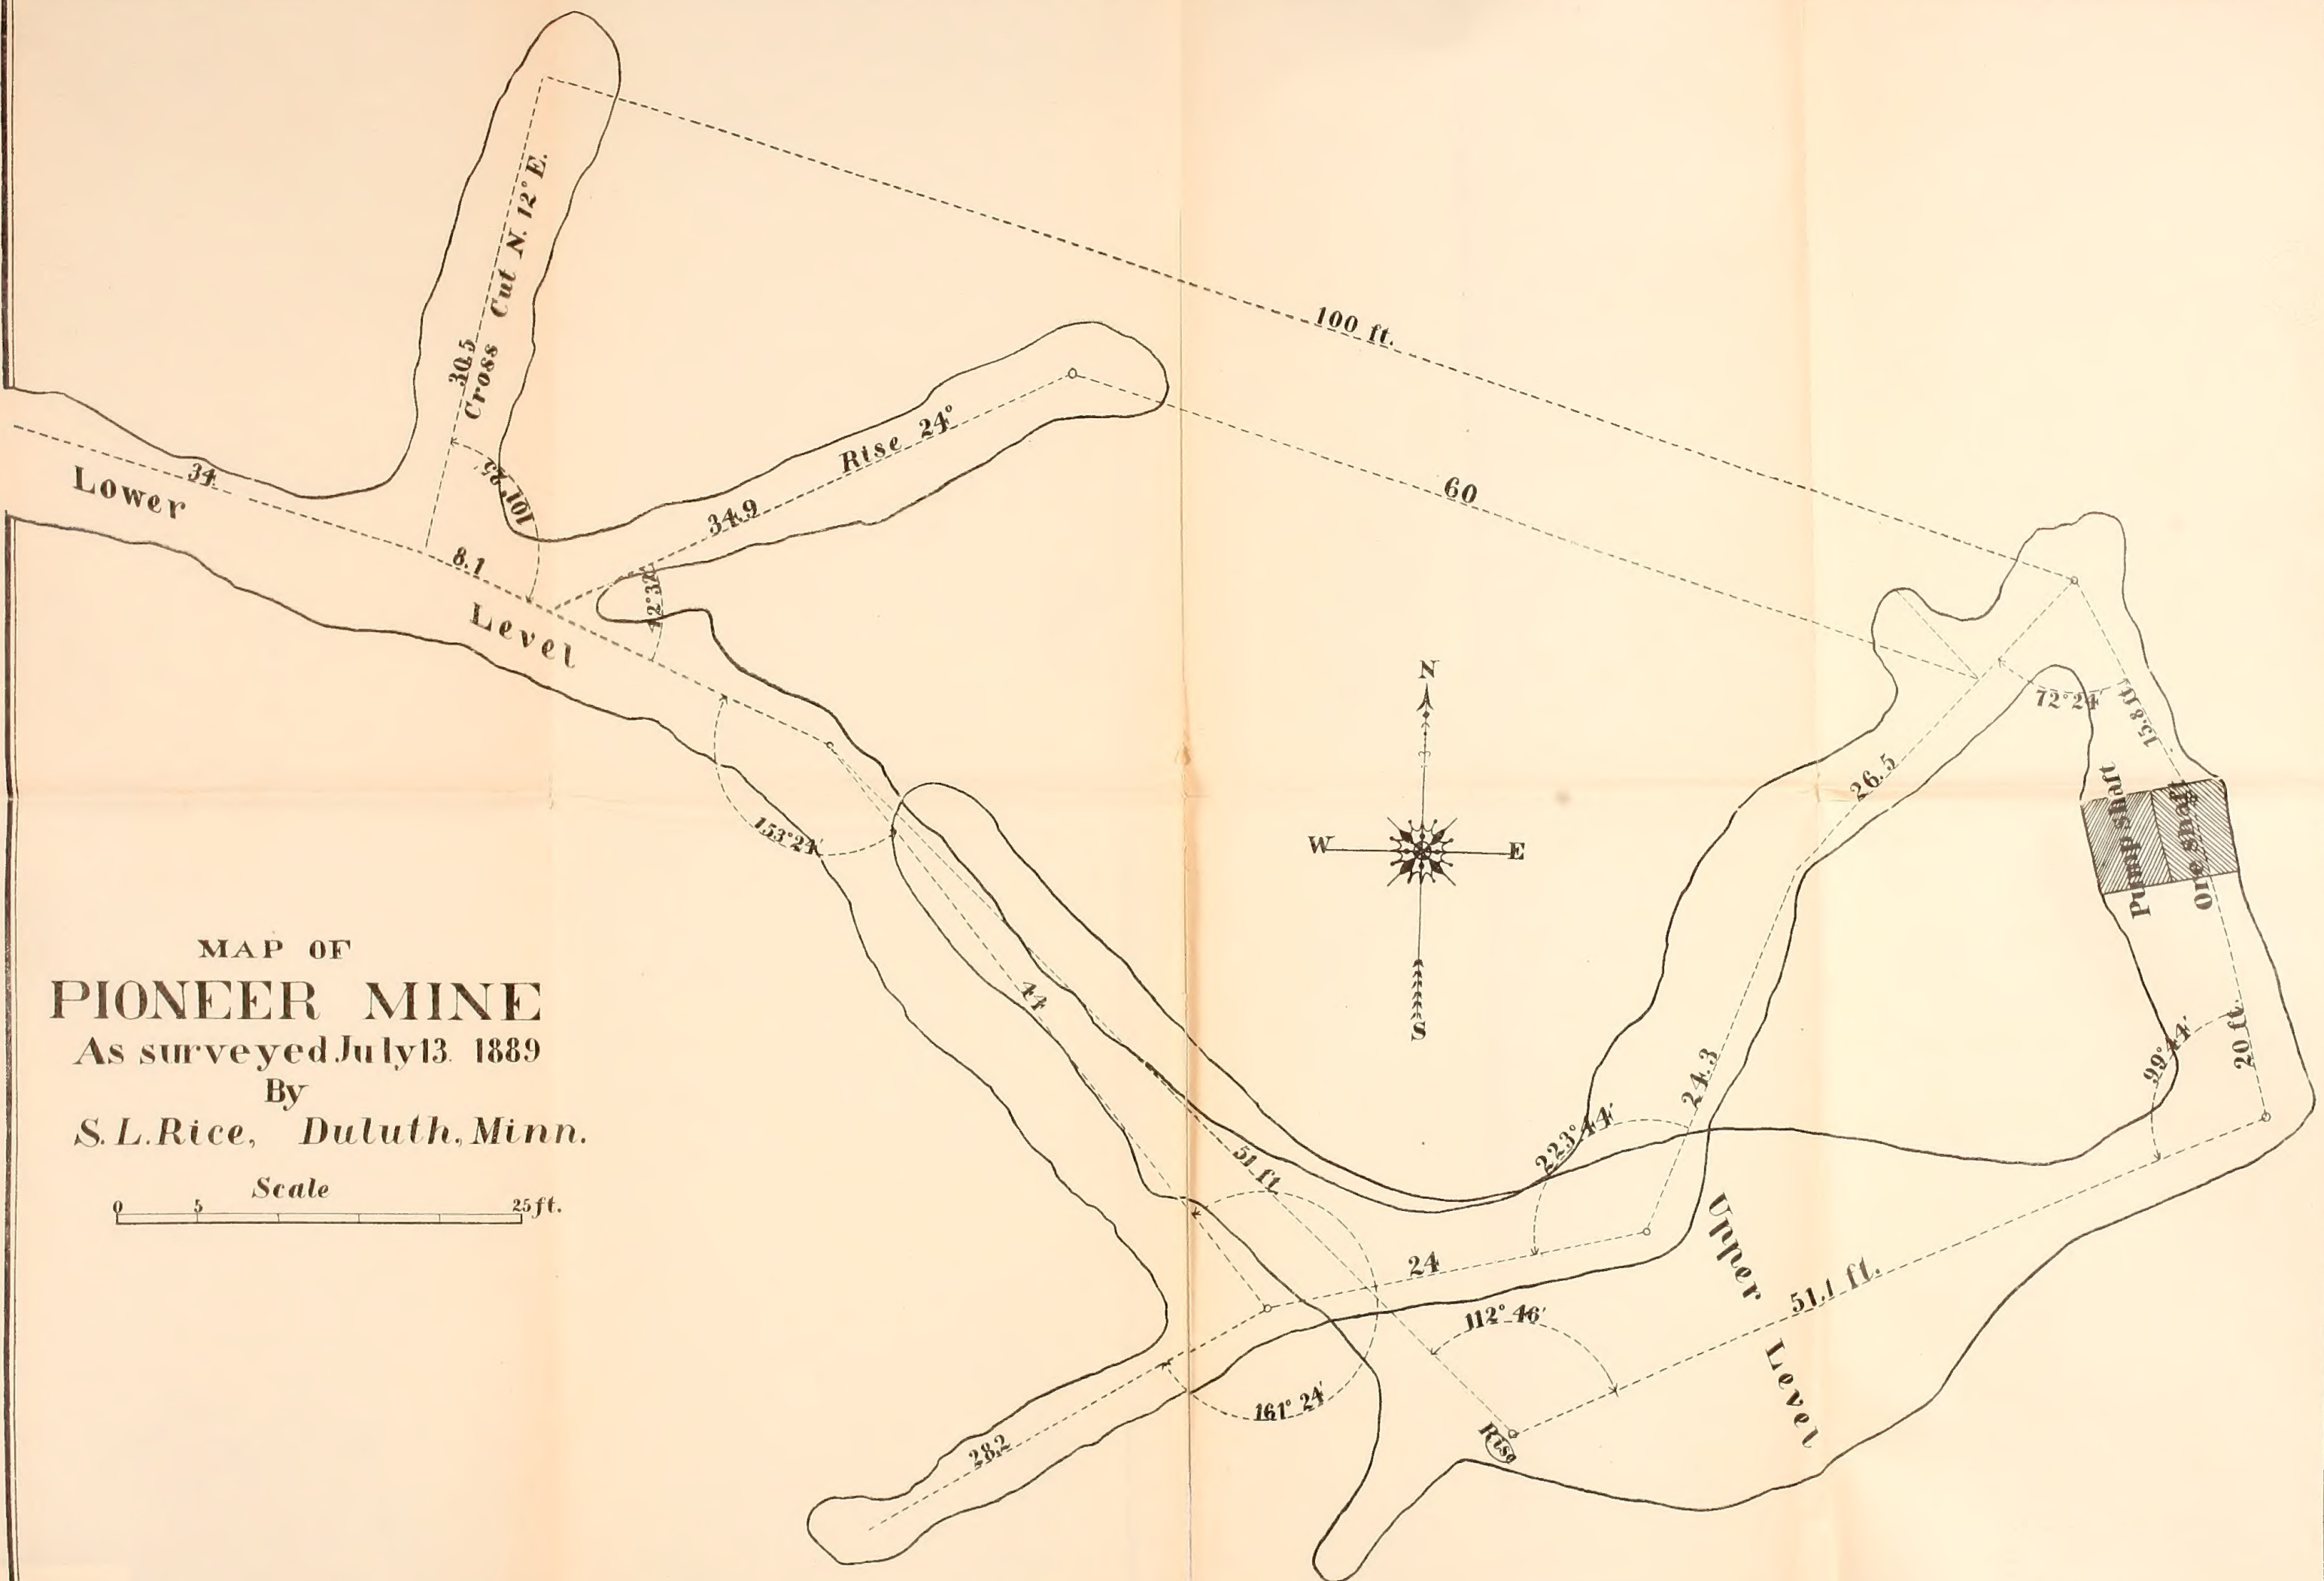 Cross Cut N. 12° E.
30.5
101° 25'
34
Lower
8.1
Level
Rise 24°
34.9
12° 37'
100 ft.
60
N
W
E
S
72° 24'
15.8 ft.
26.5
Pump shaft
Ore shaft
153° 24'
44
24.3
99° 44'
20 ft.
223° 44'
51 ft.
24
Upper
Level
51.1 ft.
112° 46'
161° 24'
Rise
28.2
MAP OF
PIONEER MINE
As surveyed July 13. 1889
By
S. L. Rice, Duluth, Minn.
Scale
0 5 25 ft.